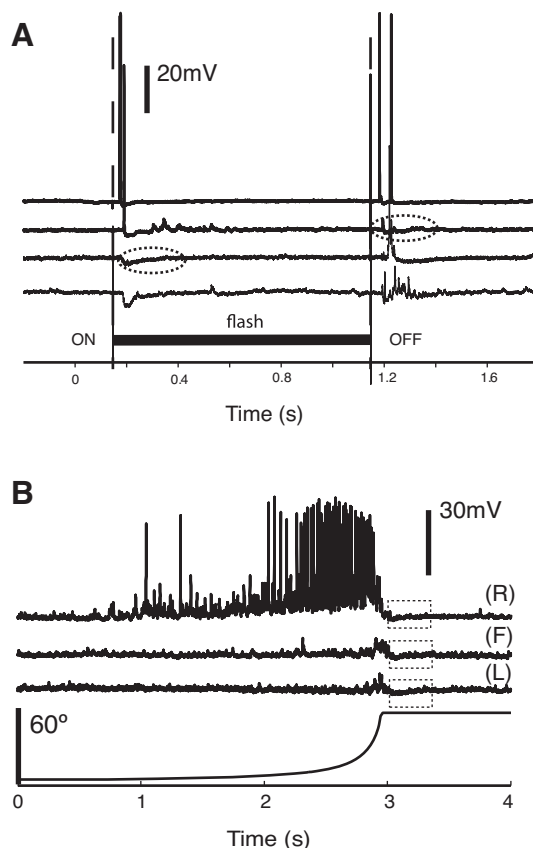 A
20mV
flash
ON
OFF
0
0.4
0.8
1.2
1.6
Time (s)
B
30mV
(R)
(F)
(L)
60º
0
1
2
3
4
Time (s)